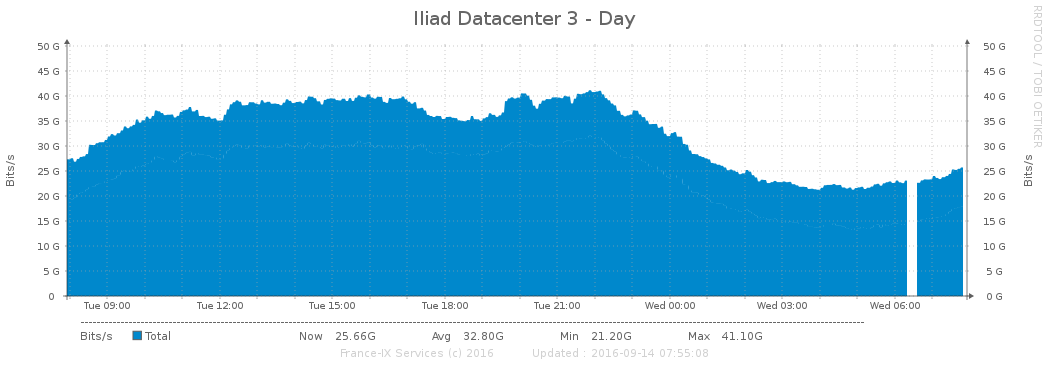 Iliad Datacenter 3 - Day
RRDTOOL / TOBI OETIKER
50 G 50 G
45 G 45 G
40 G 40 G
35 G 35 G
30 G 30 G
25 G 25 G
20 G 20 G
15 G 15 G
10 G 10 G
5 G 5 G
0 0 G
Bits/s Bits/s
Tue 09:00 Tue 12:00 Tue 15:00 Tue 18:00 Tue 21:00 Wed 00:00 Wed 03:00 Wed 06:00
Bits/s Total Now 25.66G Avg 32.80G Min 21.20G Max 41.10G
France-IX Services (c) 2016 Updated : 2016-09-14 07:55:08